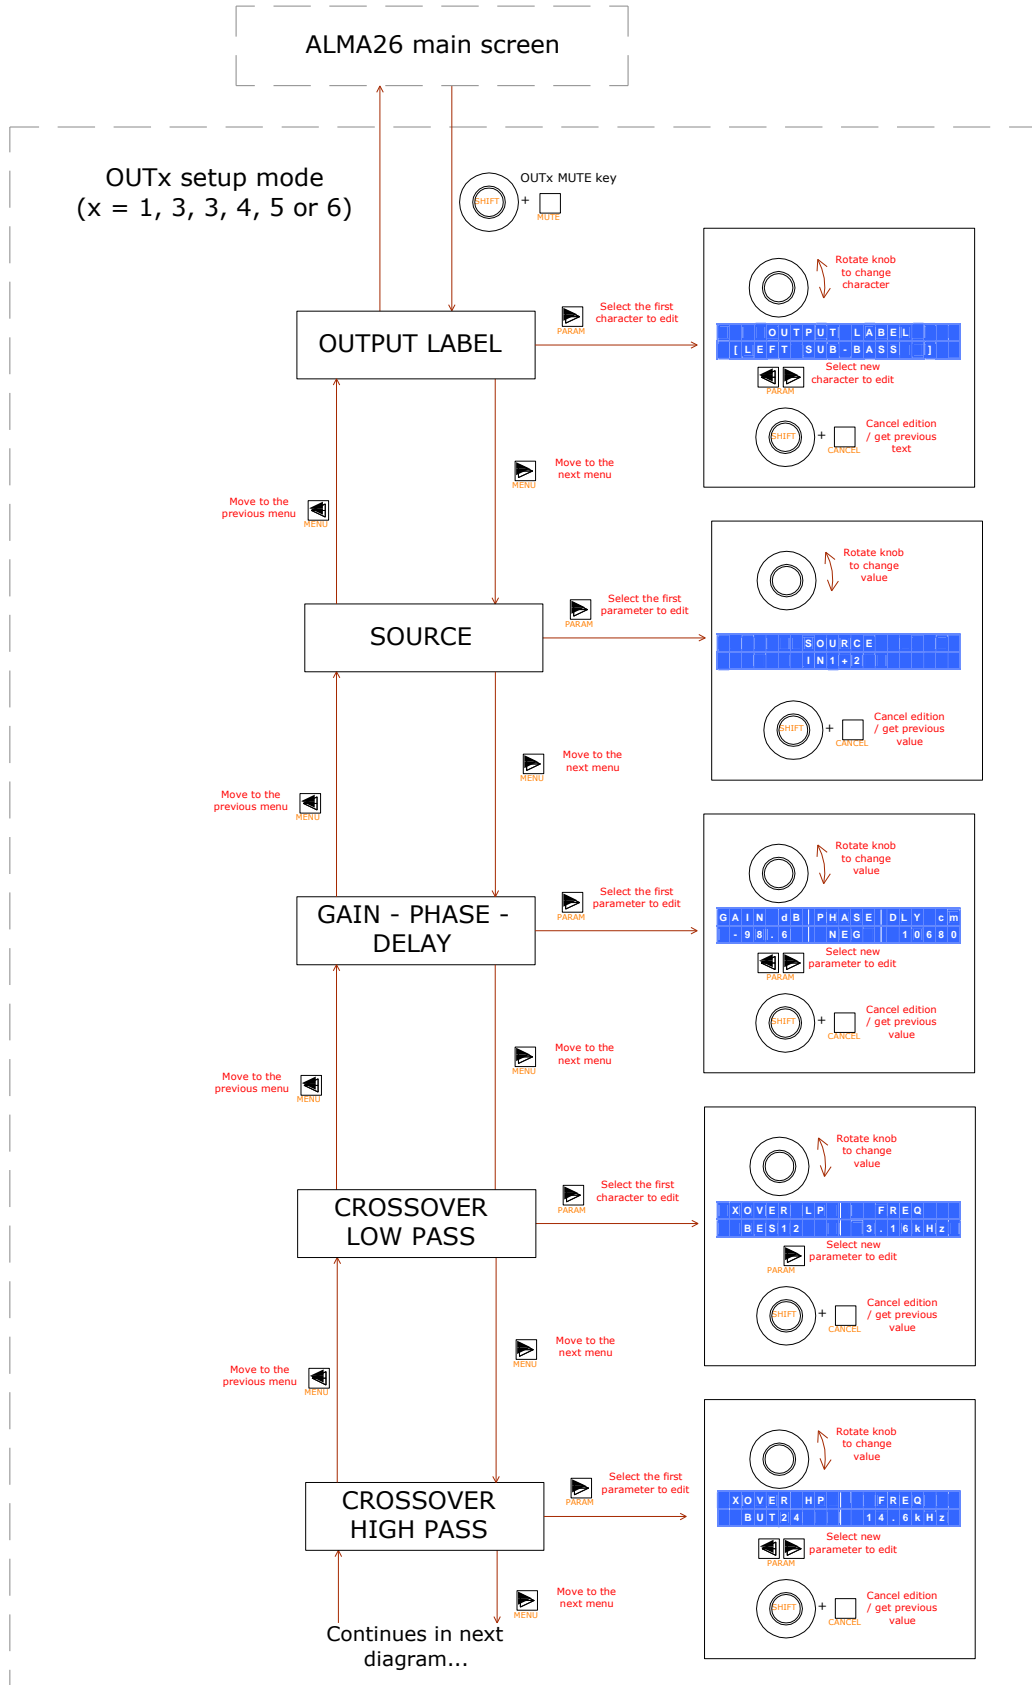 ALMA26 main screen
OUTx setup mode
(x = 1, 3, 3, 4, 5 or 6)
OUTx MUTE key
SHIFT
+
MUTE
OUTPUT LABEL
Select the first
character to edit
PARAM
Rotate knob
to change
character
OUTPUT LABEL
[LEFT SUB-BASS ]
Select new
character to edit
PARAM
SHIFT
+
CANCEL
Cancel edition
/ get previous
text
Move to the
next menu
MENU
Move to the
previous menu
MENU
SOURCE
Select the first
parameter to edit
PARAM
Rotate knob
to change
value
SOURCE
IN1+2
SHIFT
+
CANCEL
Cancel edition
/ get previous
value
Move to the
next menu
MENU
Move to the
previous menu
MENU
GAIN - PHASE -
DELAY
Select the first
parameter to edit
PARAM
Rotate knob
to change
value
GAIN dB|PHASE|DLY cm
-98.6 | NEG | 10680
Select new
parameter to edit
PARAM
SHIFT
+
CANCEL
Cancel edition
/ get previous
value
Move to the
next menu
MENU
Move to the
previous menu
MENU
CROSSOVER
LOW PASS
Select the first
character to edit
PARAM
Rotate knob
to change
value
XOVER LP | FREQ
BES12 | 3.16kHz
Select new
parameter to edit
PARAM
SHIFT
+
CANCEL
Cancel edition
/ get previous
value
Move to the
next menu
MENU
Move to the
previous menu
MENU
CROSSOVER
HIGH PASS
Select the first
parameter to edit
PARAM
Rotate knob
to change
value
XOVER HP | FREQ
BUT24 | 14.6kHz
Select new
parameter to edit
PARAM
SHIFT
+
CANCEL
Cancel edition
/ get previous
value
Move to the
next menu
MENU
Continues in next
diagram...